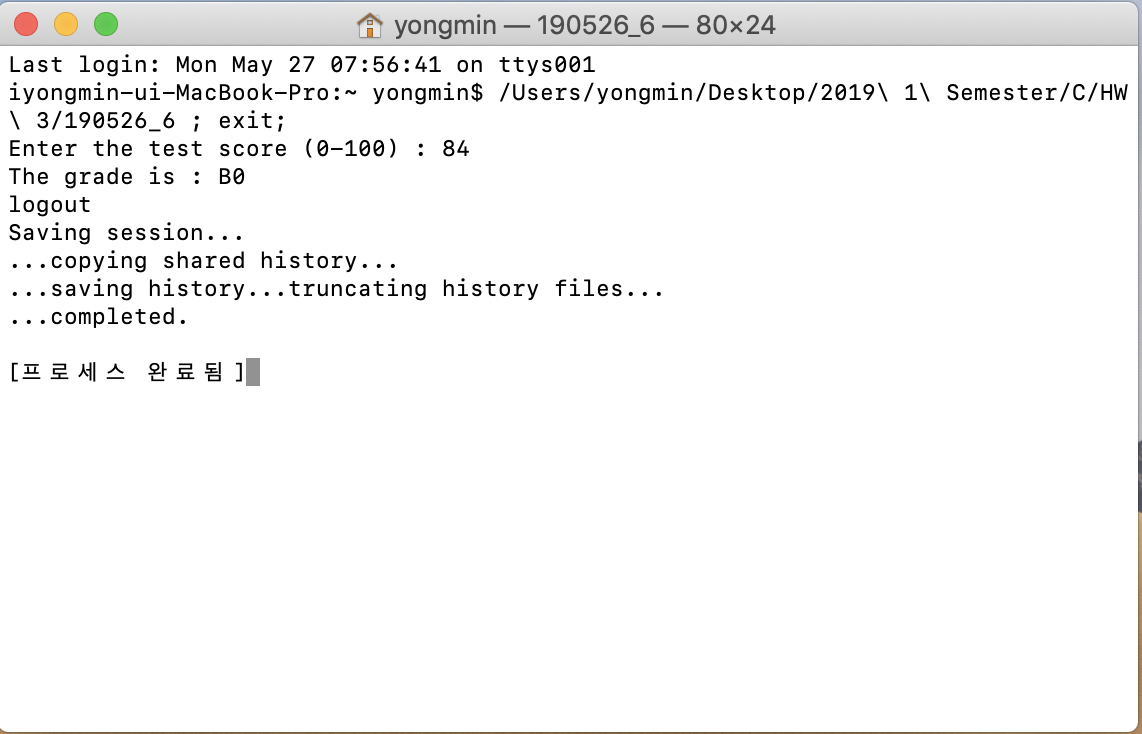 yongmin — 190526_6 — 80×24
Last login: Mon May 27 07:56:41 on ttys001
iyongmin-ui-MacBook-Pro:~ yongmin$ /Users/yongmin/Desktop/2019\ 1\ Semester/C/HW
\ 3/190526_6 ; exit;
Enter the test score (0-100) : 84
The grade is : B0
logout
Saving session...
...copying shared history...
...saving history...truncating history files...
...completed.
[프로세스 완료됨]